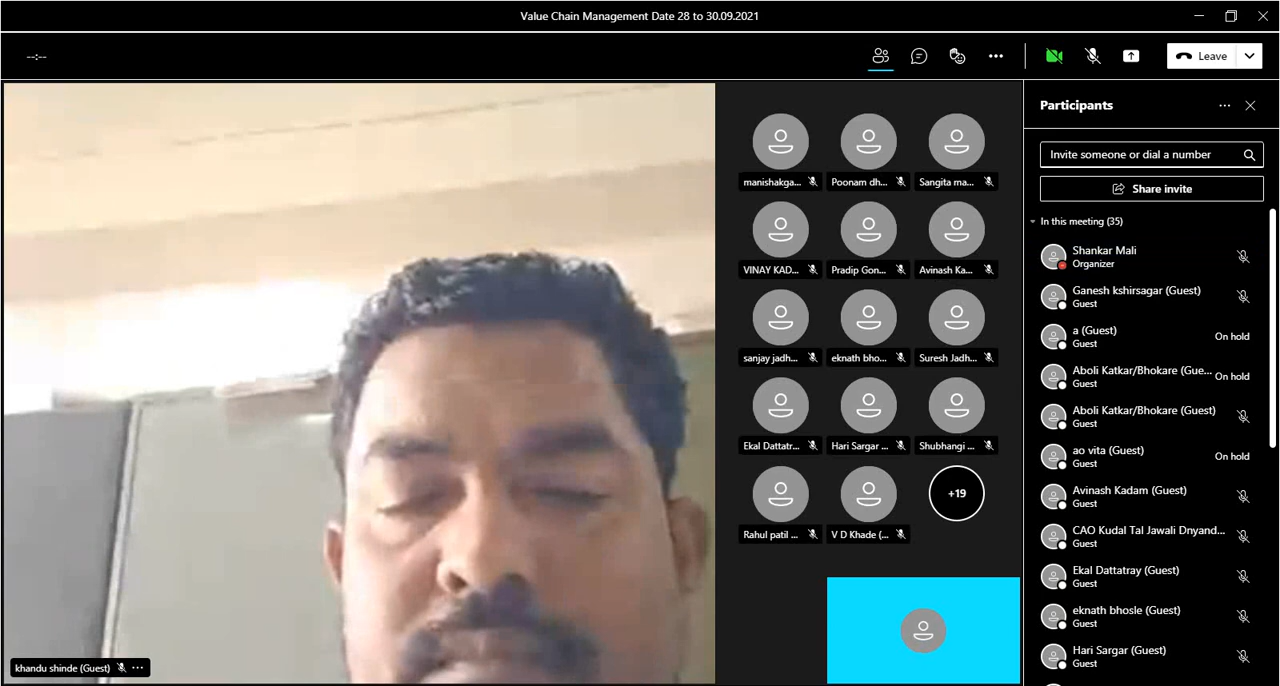 Value Chain Management Date 28 to 30.09.2021
--:--
Leave
manishakga...
Poonam dh...
Sangita ma...
VINAY KAD...
Pradip Gon...
Avinash Ka...
sanjay jadh...
eknath bho...
Suresh Jadh...
Ekal Dattatr...
Hari Sargar ...
Shubhangi ...
Rahul patil ...
V D Khade (...
+19
khandu shinde (Guest)
Participants
Invite someone or dial a number
Share invite
In this meeting (35)
Shankar Mali
Organizer
Ganesh kshirsagar (Guest)
Guest
a (Guest)
Guest
On hold
Aboli Katkar/Bhokare (Gue...
Guest
On hold
Aboli Katkar/Bhokare (Guest)
Guest
ao vita (Guest)
Guest
On hold
Avinash Kadam (Guest)
Guest
CAO Kudal Tal Jawali Dnyand...
Guest
Ekal Dattatray (Guest)
Guest
eknath bhosle (Guest)
Guest
Hari Sargar (Guest)
Guest